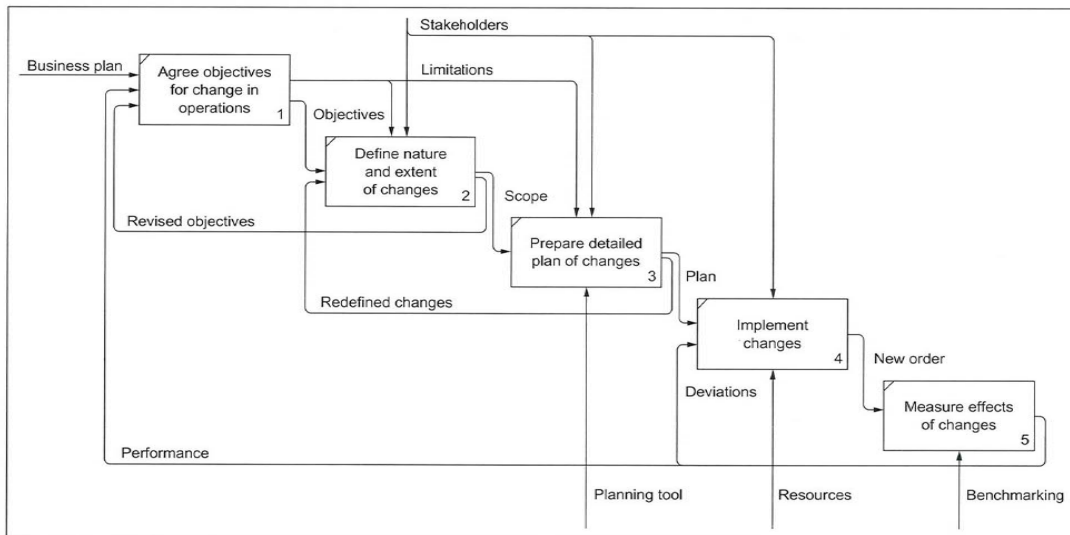 Stakeholders
Business plan
Agree objectives
for change in
operations
1
Limitations
Objectives
Define nature
and extent
of changes
2
Scope
Revised objectives
Prepare detailed
plan of changes
3
Plan
Redefined changes
Implement
changes
4
New order
Deviations
Measure effects
of changes
5
Performance
Planning tool
Resources
Benchmarking